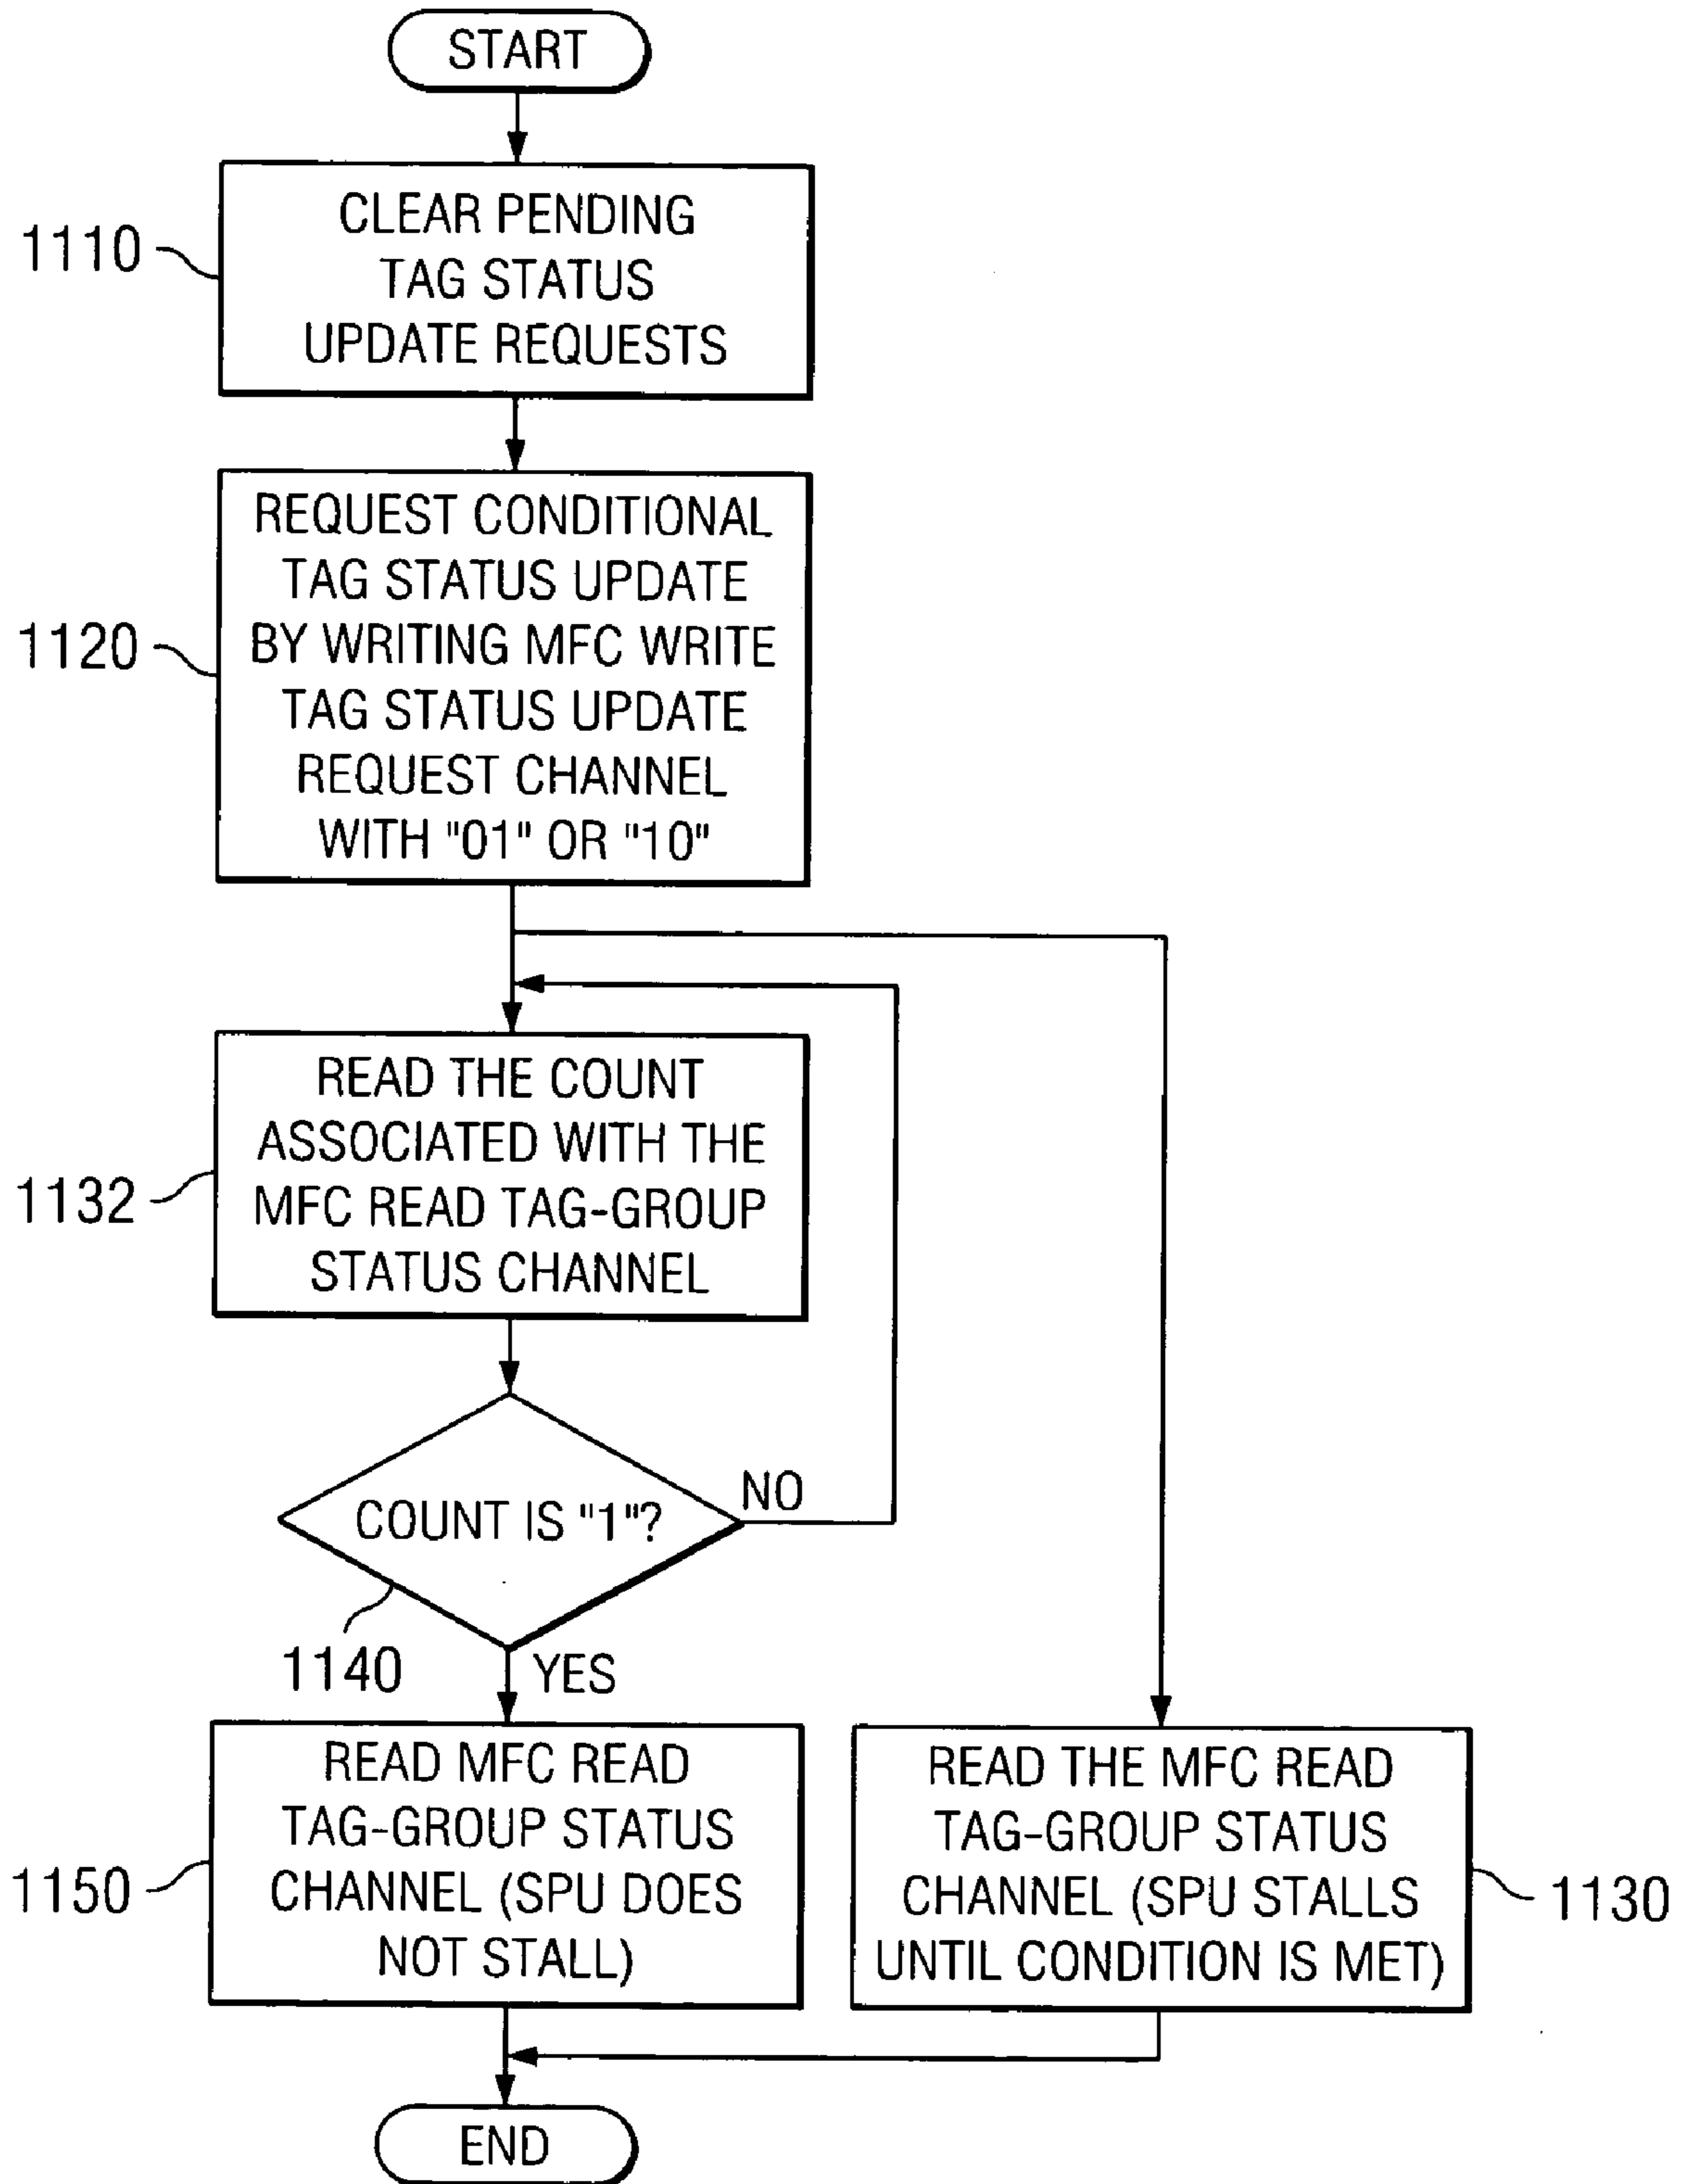 START
1110
CLEAR PENDING
TAG STATUS
UPDATE REQUESTS
1120
REQUEST CONDITIONAL
TAG STATUS UPDATE
BY WRITING MFC WRITE
TAG STATUS UPDATE
REQUEST CHANNEL
WITH "01" OR "10"
1132
READ THE COUNT
ASSOCIATED WITH THE
MFC READ TAG-GROUP
STATUS CHANNEL
COUNT IS "1"?
NO
1140
YES
1150
READ MFC READ
TAG-GROUP STATUS
CHANNEL (SPU DOES
NOT STALL)
READ THE MFC READ
TAG-GROUP STATUS
CHANNEL (SPU STALLS
UNTIL CONDITION IS MET)
1130
END